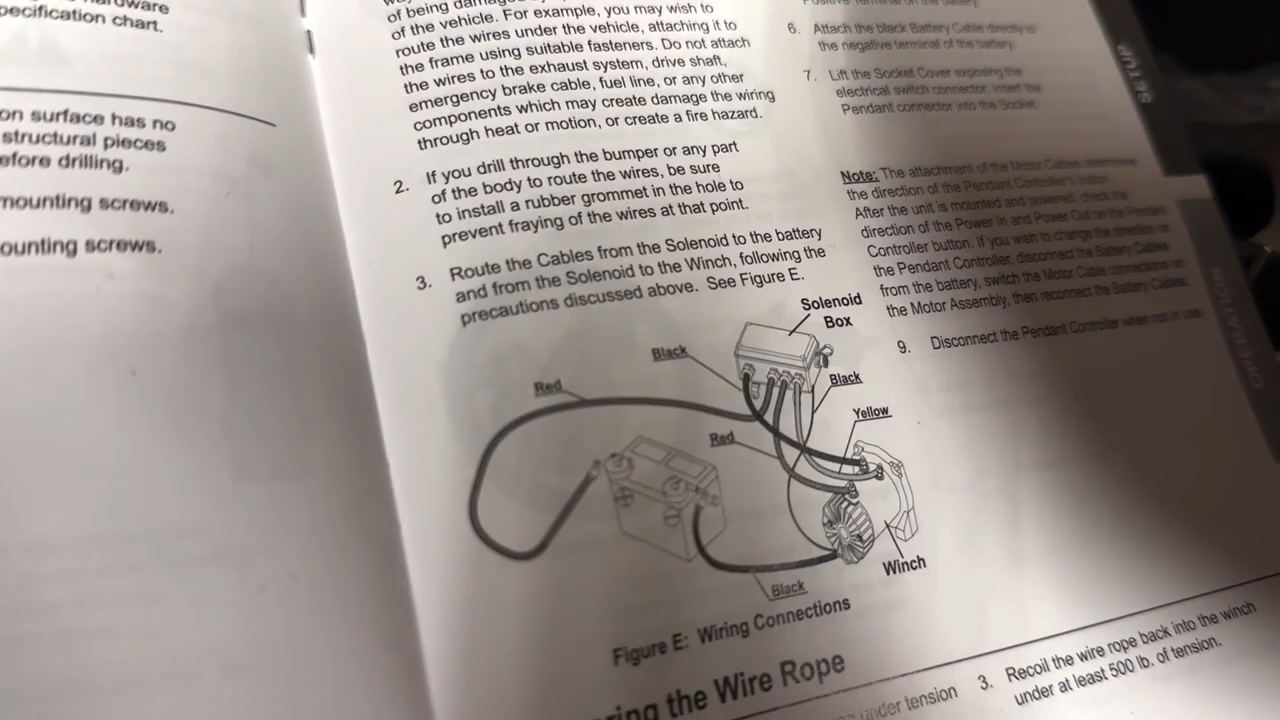 hardware
specification chart.
on surface has no
structural pieces
efore drilling.
mounting screws.
ounting screws.
of being damaged
of the vehicle. For example, you may wish to
route the wires under the vehicle, attaching it to
the frame using suitable fasteners. Do not attach
the wires to the exhaust system, drive shaft,
emergency brake cable, fuel line, or any other
components which may create damage the wiring
through heat or motion, or create a fire hazard.
2. If you drill through the bumper or any part
of the body to route the wires, be sure
to install a rubber grommet in the hole to
prevent fraying of the wires at that point.
3. Route the Cables from the Solenoid to the battery
and from the Solenoid to the Winch, following the
precautions discussed above. See Figure E.
Solenoid
Box
Black
Black
Red
Yellow
Red
Winch
Black
Figure E: Wiring Connections
Positive Terminal on the battery.
6. Attach the black Battery Cable directly to
the negative terminal of the battery.
7. Lift the Socket Cover exposing the
electrical switch connector. Insert the
Pendant connector into the Socket.
Note: The attachment of the Motor Cables determines
the direction of the Pendant Controller's button.
After the unit is mounted and powered, check the
direction of the Power In and Power Out on the Pendant
Controller button. If you wish to change the direction on
the Pendant Controller, disconnect the Battery Cables
from the battery, switch the Motor Cable connections on
the Motor Assembly, then reconnect the Battery Cables.
9. Disconnect the Pendant Controller when not in use.
SETUP
OPERATION
ring the Wire Rope
under tension
3. Recoil the wire rope back into the winch
under at least 500 lb. of tension.